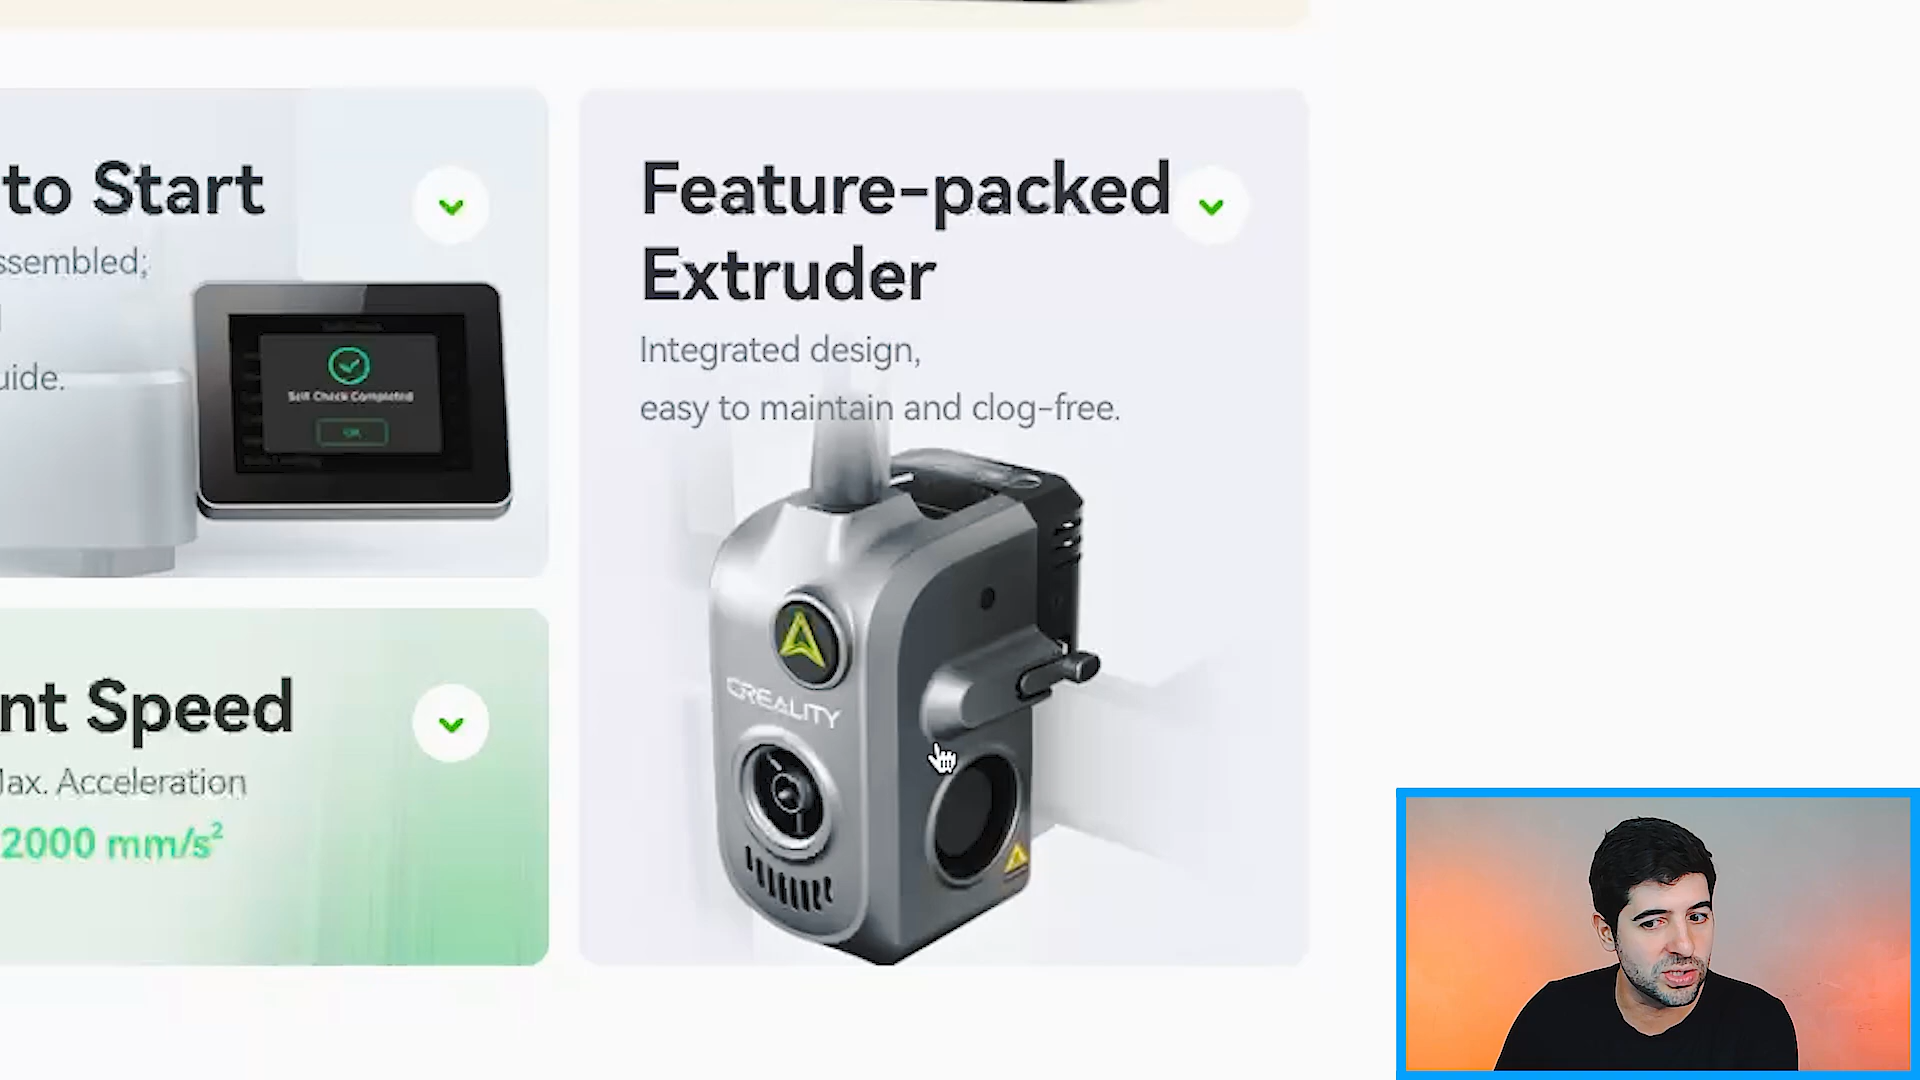 to Start
ssembled;
uide.
Self Check Completed
OK
Feature-packed
Extruder
Integrated design,
easy to maintain and clog-free.
CREALITY
nt Speed
Max. Acceleration
2000 mm/s²